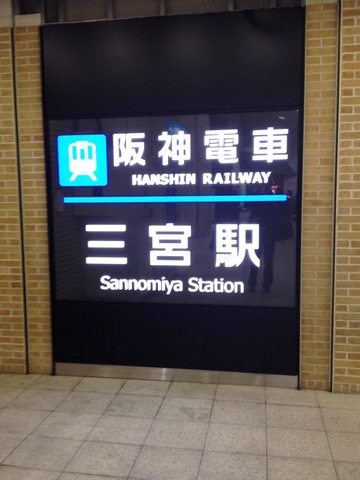 阪神電車
HANSHIN RAILWAY
三宮駅
Sannomiya Station